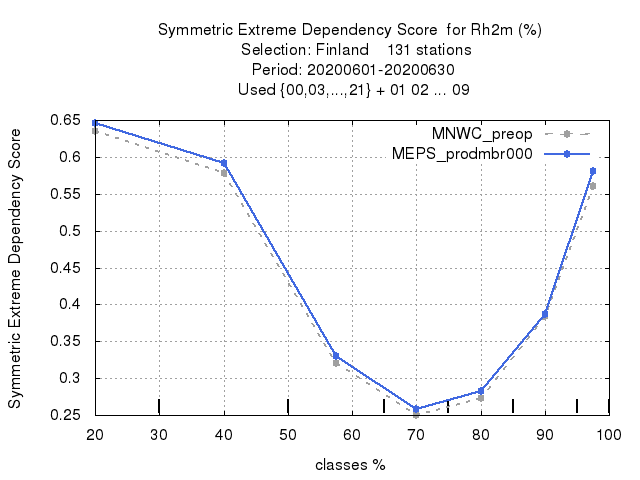 Symmetric Extreme Dependency Score for Rh2m (%)
Selection: Finland 131 stations
Period: 20200601-20200630
Used {00,03,...,21} + 01 02 ... 09
Symmetric Extreme Dependency Score
0.65
0.6
0.55
0.5
0.45
0.4
0.35
0.3
0.25
MNWC_preop
MEPS_prodmbr000
20 30 40 50 60 70 80 90 100
classes %